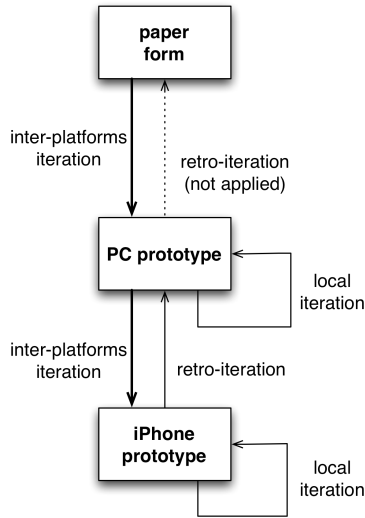 paper
form
inter-platforms
iteration
retro-iteration
(not applied)
PC prototype
local
iteration
inter-platforms
iteration
retro-iteration
iPhone
prototype
local
iteration